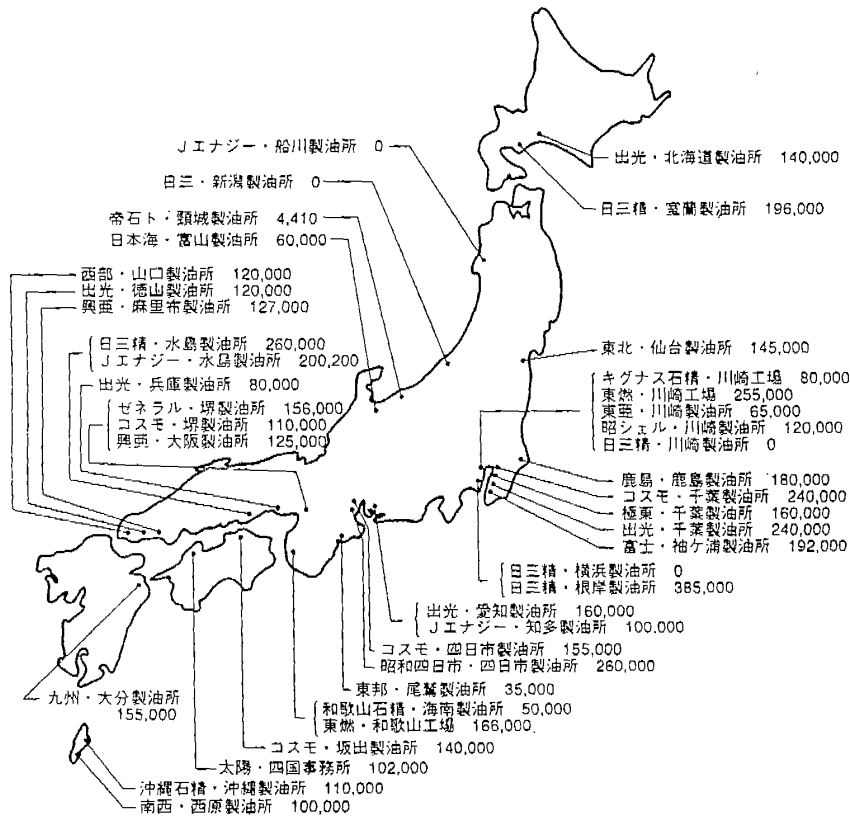 Jエナジー・船川製油所 0
日三・新潟製油所 0
帝石ト・頸城製油所 4,410
日本海・富山製油所 60,000
西部・山口製油所 120,000
出光・徳山製油所 120,000
興亜・麻里布製油所 127,000
日三精・水島製油所 260,000
Jエナジー・水島製油所 200,200
出光・兵庫製油所 80,000
ゼネラル・堺製油所 156,000
コスモ・堺製油所 110,000
興亜・大阪製油所 125,000
出光・北海道製油所 140,000
日三精・室蘭製油所 196,000
東北・仙台製油所 145,000
キグナス石精・川崎工場 80,000
東燃・川崎工場 255,000
東亜・川崎製油所 65,000
昭シェル・川崎製油所 120,000
日三精・川崎製油所 0
鹿島・鹿島製油所 180,000
コスモ・千葉製油所 240,000
極東・千葉製油所 160,000
出光・千葉製油所 240,000
富士・袖ケ浦製油所 192,000
日三精・横浜製油所 0
日三精・根岸製油所 385,000
出光・愛知製油所 160,000
Jエナジー・知多製油所 100,000
コスモ・四日市製油所 155,000
昭和四日市・四日市製油所 260,000
東邦・尾鷲製油所 35,000
和歌山石精・海南製油所 50,000
東燃・和歌山工場 166,000
コスモ・坂出製油所 140,000
太陽・四国事務所 102,000
九州・大分製油所
155,000
沖縄石精・沖縄製油所 110,000
南西・西原製油所 100,000